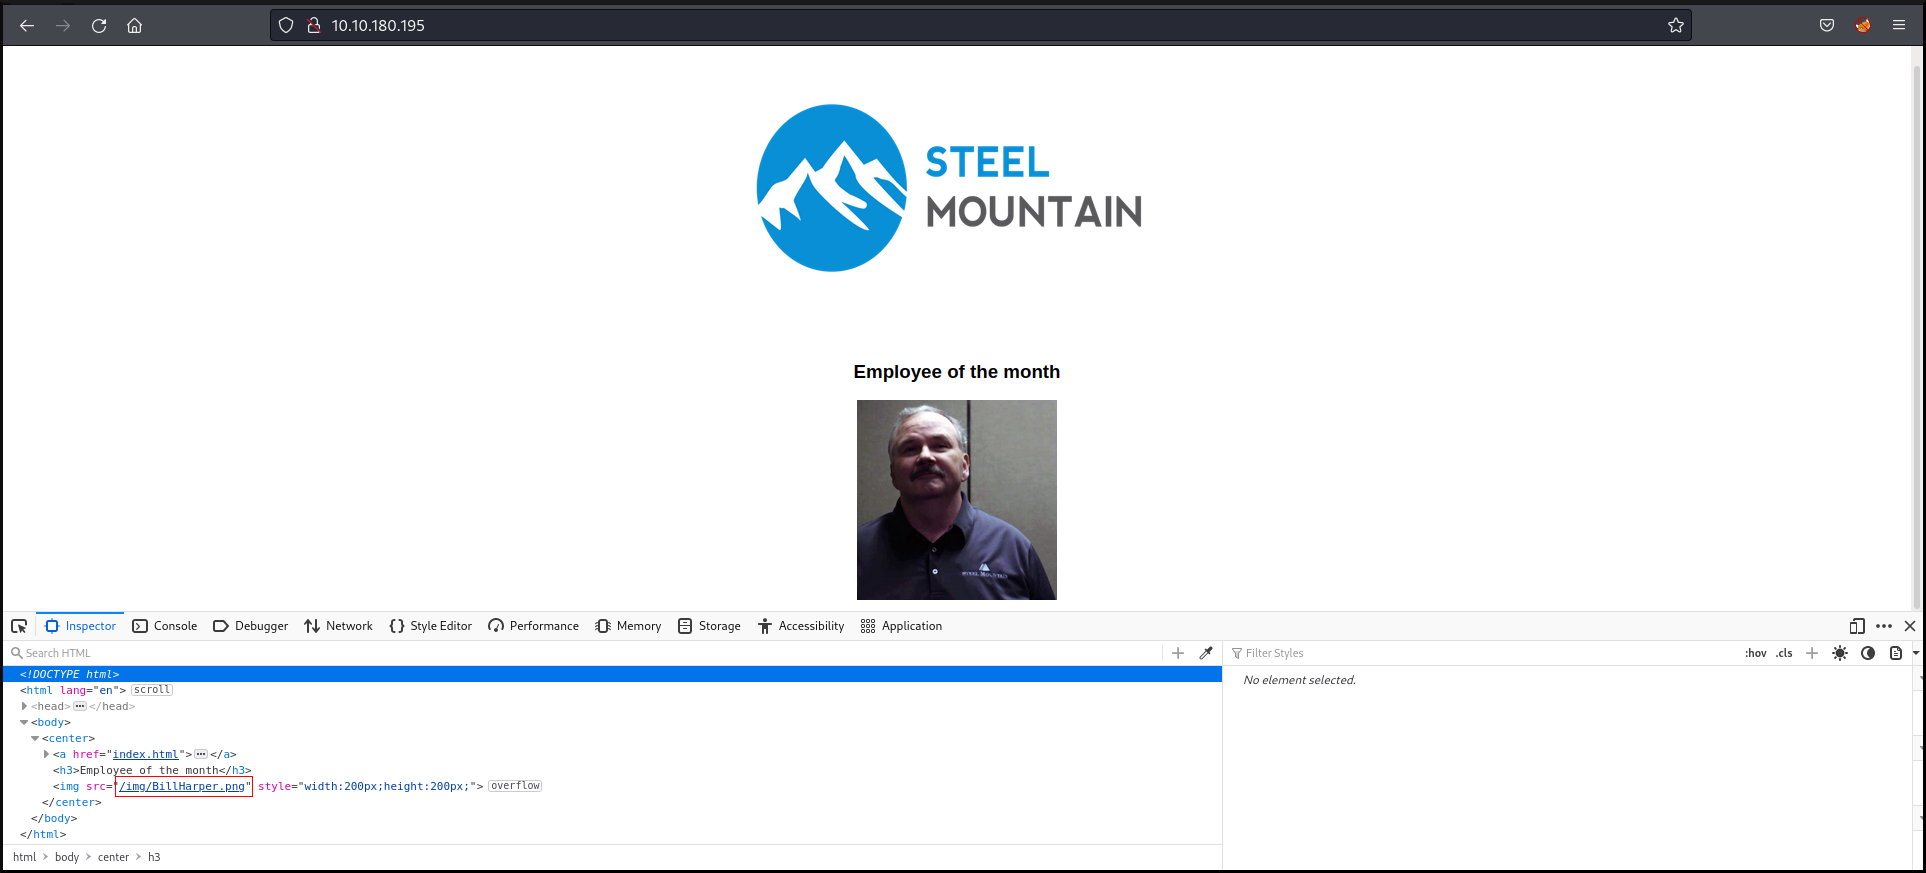 10.10.180.195
STEEL
MOUNTAIN
Employee of the month
STEEL MOUNTAIN
Inspector Console Debugger Network Style Editor Performance Memory Storage Accessibility Application
Search HTML
Filter Styles :hov .cls
<!DOCTYPE html>
<html lang="en"> scroll
<head> ••• </head>
<body>
<center>
<a href="index.html"> ••• </a>
<h3>Employee of the month</h3>
<img src="/img/BillHarper.png" style="width:200px;height:200px;"> overflow
</center>
</body>
</html>
No element selected.
html > body > center > h3